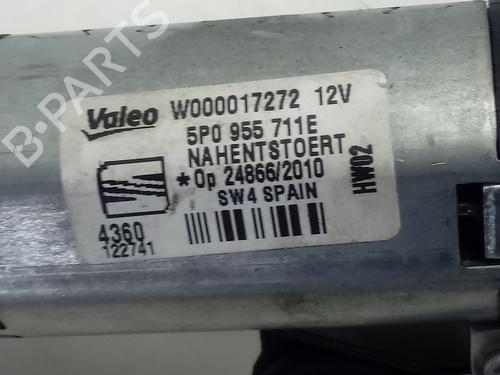 B-PARTS
Valeo W000017272 12V
5P0 955 711E
NAHENTSTOERT
*Op 24866/2010
SW4 SPAIN
HW02
4360
122741